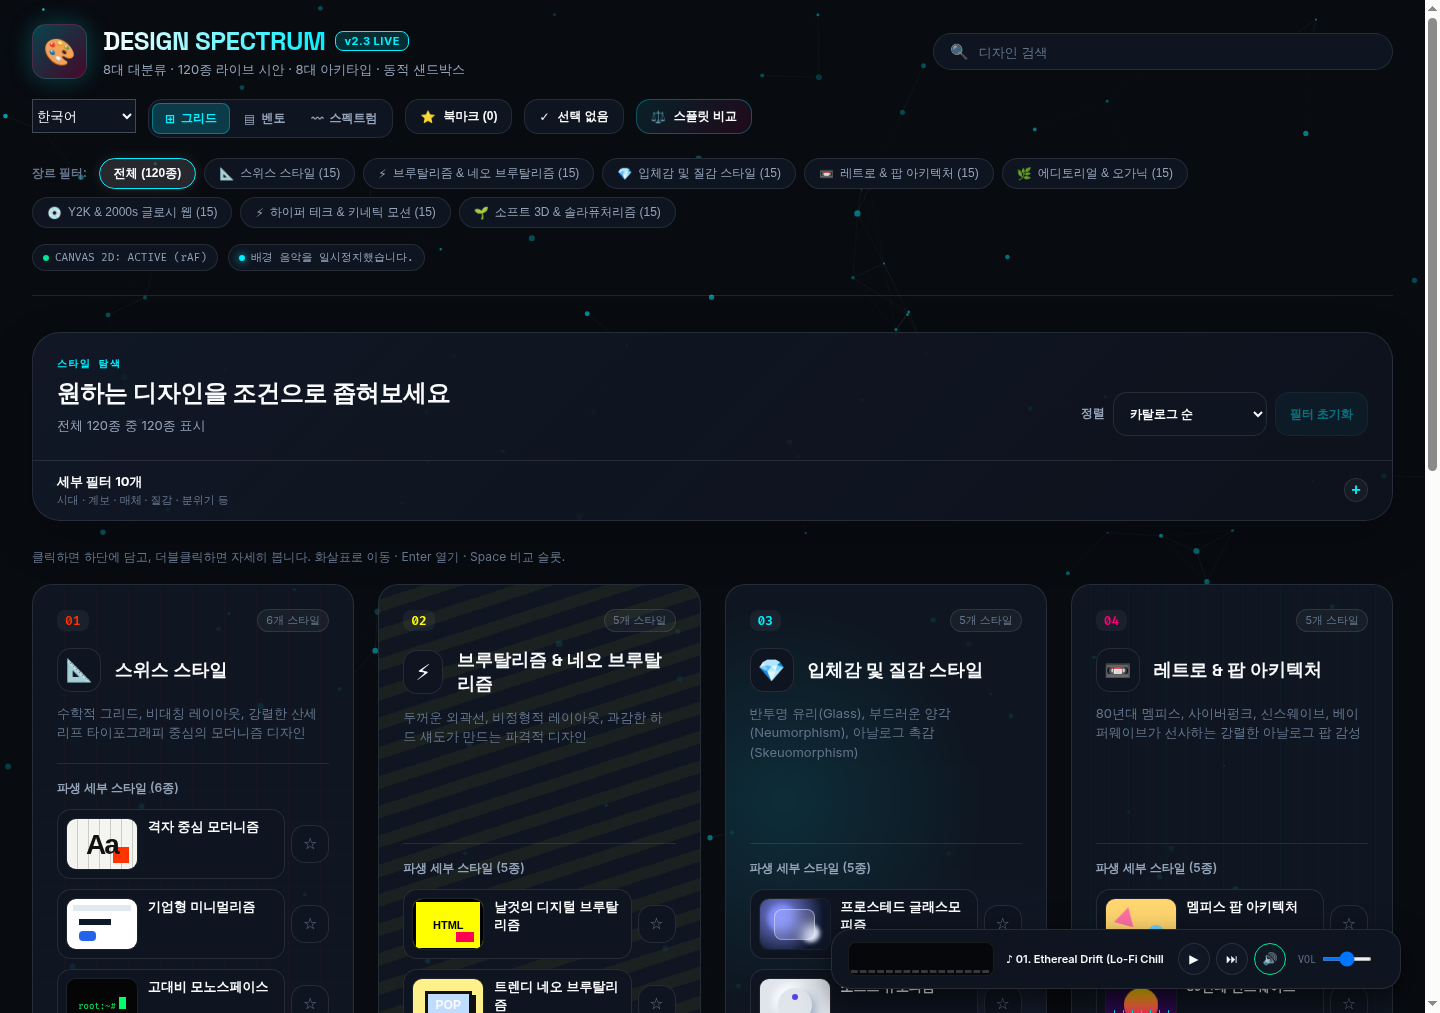 DESIGN SPECTRUM v2.3 LIVE
8대 대분류 · 120종 라이브 시안 · 8대 아키타입 · 동적 샌드박스
디자인 검색
한국어
그리드
벤토
스펙트럼
북마크 (0)
선택 없음
스플릿 비교
장르 필터:
전체 (120종)
스위스 스타일 (15)
브루탈리즘 & 네오 브루탈리즘 (15)
입체감 및 질감 스타일 (15)
레트로 & 팝 아키텍처 (15)
에디토리얼 & 오가닉 (15)
Y2K & 2000s 글로시 웹 (15)
하이퍼 테크 & 키네틱 모션 (15)
소프트 3D & 솔라퓨처리즘 (15)
CANVAS 2D: ACTIVE (rAF)
배경 음악을 일시정지했습니다.
스타일 탐색
원하는 디자인을 조건으로 좁혀보세요
전체 120종 중 120종 표시
정렬
카탈로그 순
필터 초기화
세부 필터 10개
시대 · 계보 · 매체 · 질감 · 분위기 등
클릭하면 하단에 담고, 더블클릭하면 자세히 봅니다. 화살표로 이동 · Enter 열기 · Space 비교 슬롯.
01
6개 스타일
스위스 스타일
수학적 그리드, 비대칭 레이아웃, 강렬한 산세
리프 타이포그래피 중심의 모더니즘 디자인
파생 세부 스타일 (6종)
Aa
격자 중심 모더니즘
기업형 미니멀리즘
root:~#
고대비 모노스페이스
02
5개 스타일
브루탈리즘 & 네오 브루탈
리즘
두꺼운 외곽선, 비정형적 레이아웃, 과감한 하
드 섀도가 만드는 파격적 디자인
파생 세부 스타일 (5종)
HTML
날것의 디지털 브루탈
리즘
POP
트렌디 네오 브루탈리
즘
03
5개 스타일
입체감 및 질감 스타일
반투명 유리(Glass), 부드러운 양각
(Neumorphism), 아날로그 촉감
(Skeuomorphism)
파생 세부 스타일 (5종)
프로스테드 글래스모
피즘
04
5개 스타일
레트로 & 팝 아키텍처
80년대 멤피스, 사이버펑크, 신스웨이브, 베이
퍼웨이브가 선사하는 강렬한 아날로그 팝 감성
파생 세부 스타일 (5종)
멤피스 팝 아키텍처
♪ 01. Ethereal Drift (Lo-Fi Chill
VOL